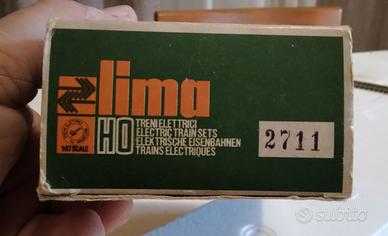 lima
HO
TRENI ELETTRICI
ELECTRIC TRAIN SETS
ELEKTRISCHE EISENBAHNEN
TRAINS ELECTRIQUES
1:87 SCALE
2711
subito